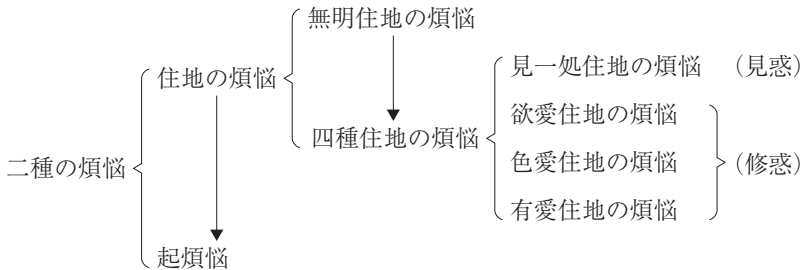 無明住地の煩悩
住地の煩悩
見一処住地の煩悩 (見惑)
欲愛住地の煩悩
四種住地の煩悩
二種の煩悩
色愛住地の煩悩 (修惑)
有愛住地の煩悩
起煩悩